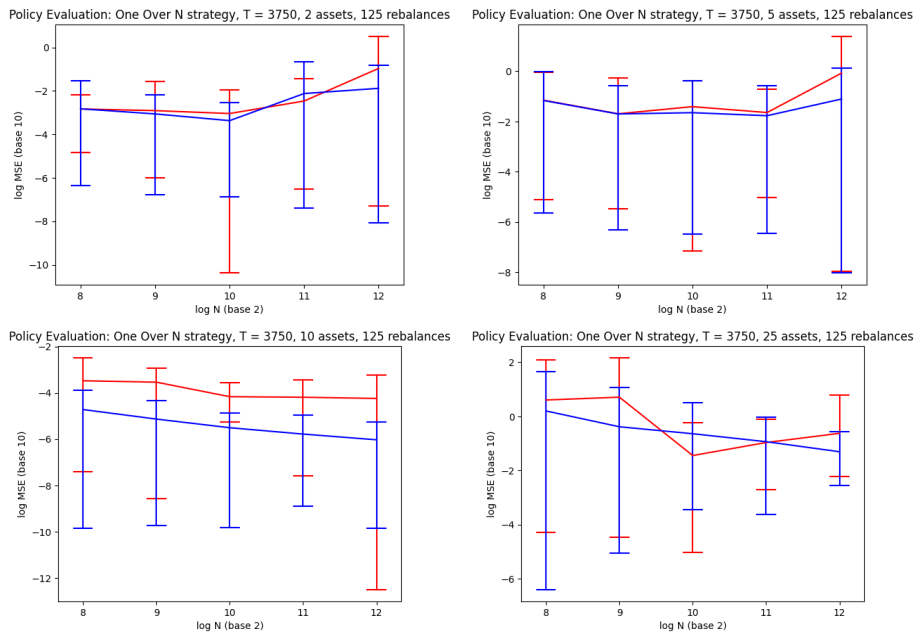 Policy Evaluation: One Over N strategy, T = 3750, 2 assets, 125 rebalances
0
−2
−4
−6
−8
−10
log MSE (base 10)
8 9 10 11 12
log N (base 2)
Policy Evaluation: One Over N strategy, T = 3750, 5 assets, 125 rebalances
0
−2
−4
−6
−8
log MSE (base 10)
8 9 10 11 12
log N (base 2)
Policy Evaluation: One Over N strategy, T = 3750, 10 assets, 125 rebalances
−2
−4
−6
−8
−10
−12
log MSE (base 10)
8 9 10 11 12
log N (base 2)
Policy Evaluation: One Over N strategy, T = 3750, 25 assets, 125 rebalances
2
0
−2
−4
−6
log MSE (base 10)
8 9 10 11 12
log N (base 2)